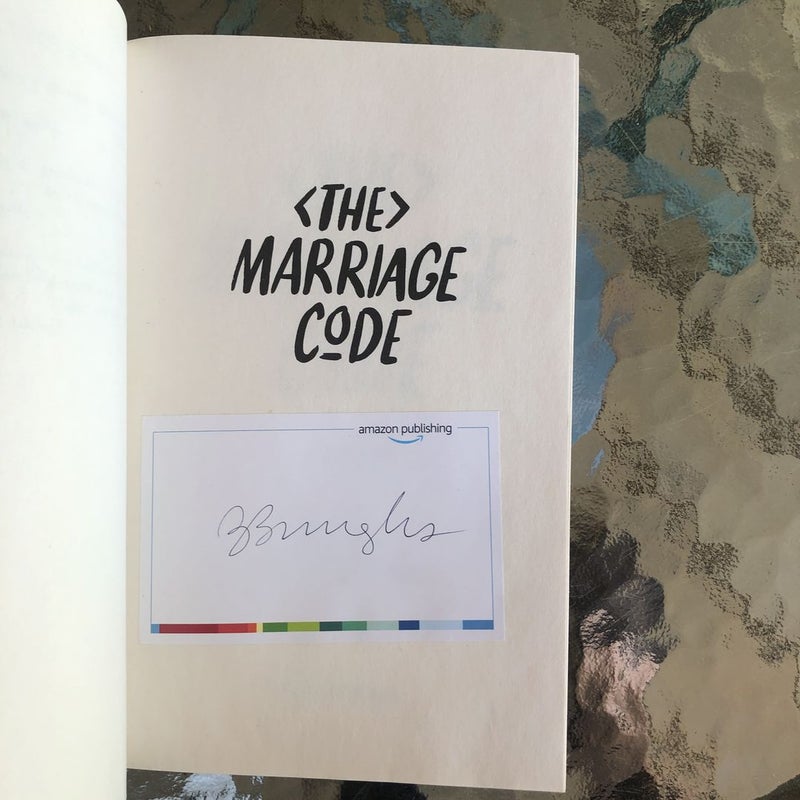 <THE>
MARRIAGE
CODE
amazon publishing